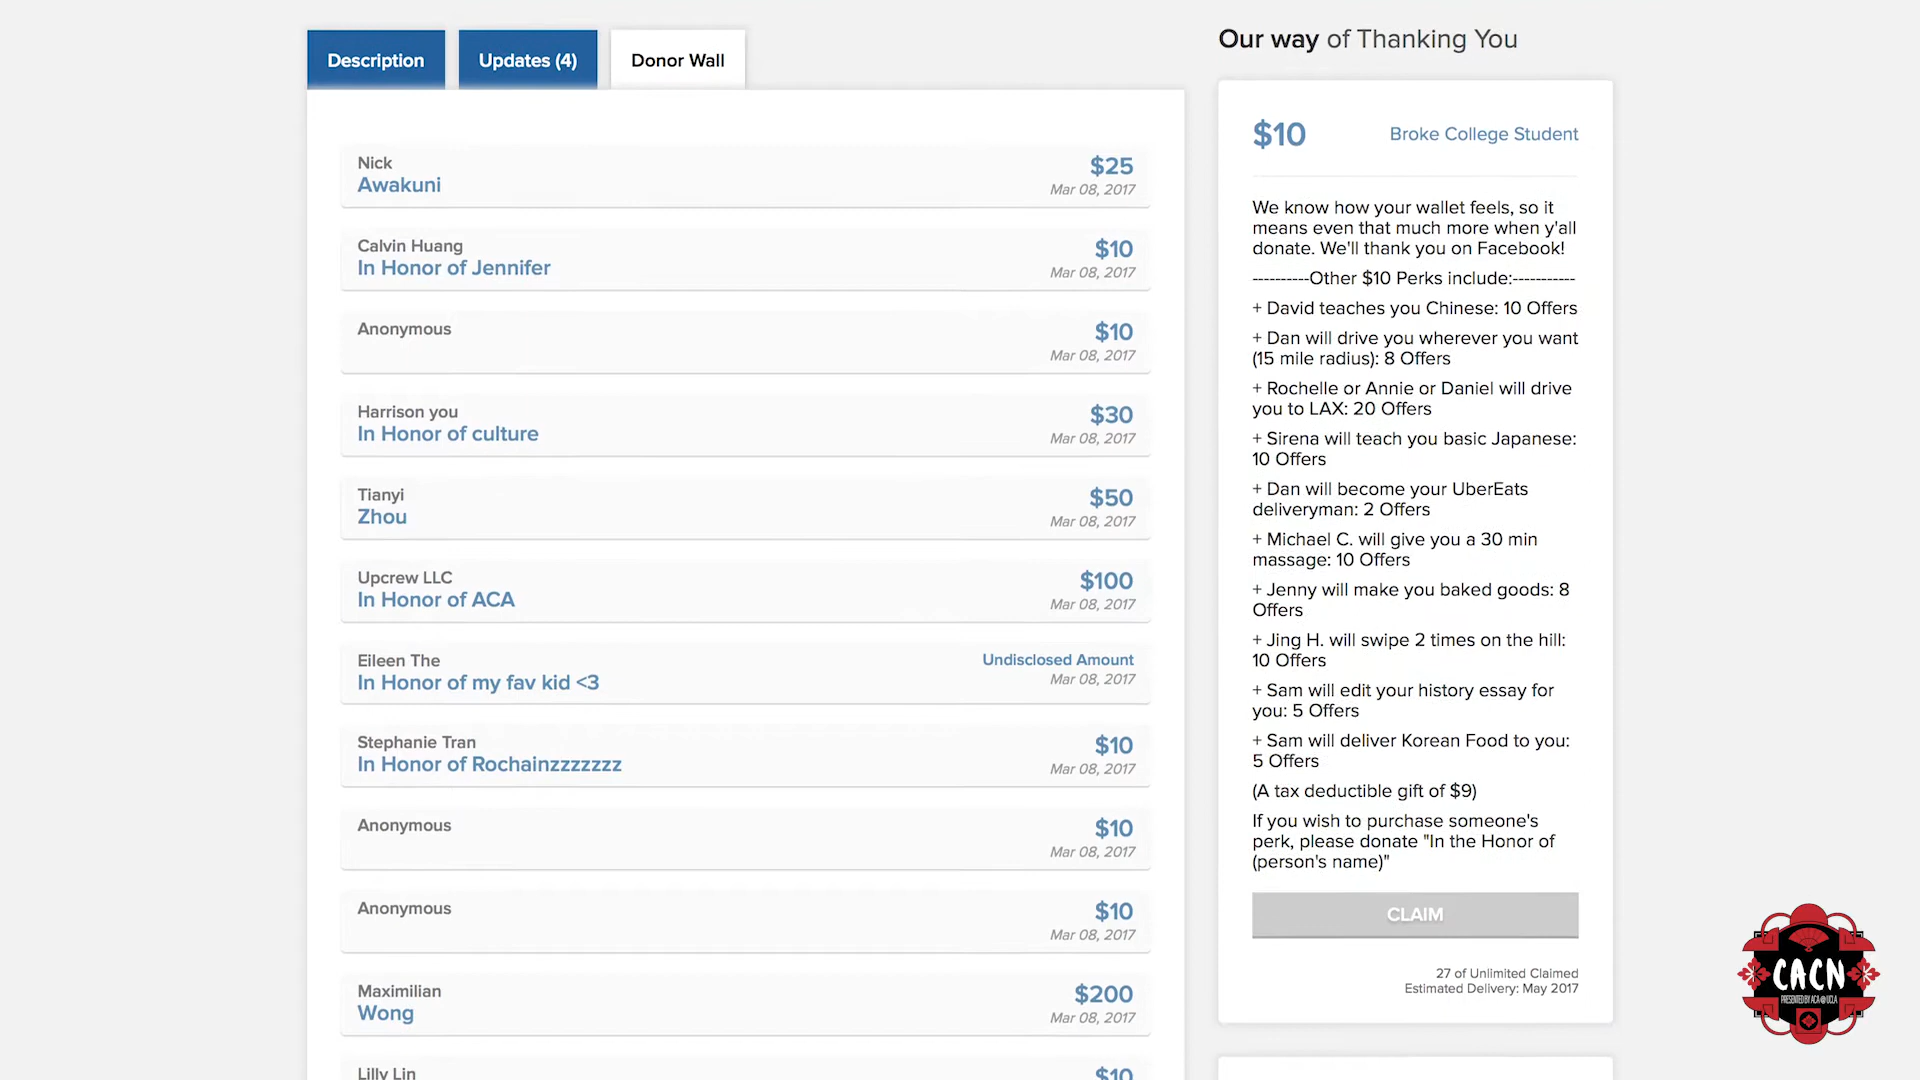 Description
Updates (4)
Donor Wall
Nick
Awakuni
$25
Mar 08, 2017
Calvin Huang
In Honor of Jennifer
$10
Mar 08, 2017
Anonymous
$10
Mar 08, 2017
Harrison you
In Honor of culture
$30
Mar 08, 2017
Tianyi
Zhou
$50
Mar 08, 2017
Upcrew LLC
In Honor of ACA
$100
Mar 08, 2017
Eileen The
In Honor of my fav kid <3
Undisclosed Amount
Mar 08, 2017
Stephanie Tran
In Honor of Rochainzzzzzzz
$10
Mar 08, 2017
Anonymous
$10
Mar 08, 2017
Anonymous
$10
Mar 08, 2017
Maximilian
Wong
$200
Mar 08, 2017
Lilly Lin
$10
Our way of Thanking You
$10
Broke College Student
We know how your wallet feels, so it
means even that much more when y'all
donate. We'll thank you on Facebook!
----------Other $10 Perks include:-----------
+ David teaches you Chinese: 10 Offers
+ Dan will drive you wherever you want
(15 mile radius): 8 Offers
+ Rochelle or Annie or Daniel will drive
you to LAX: 20 Offers
+ Sirena will teach you basic Japanese:
10 Offers
+ Dan will become your UberEats
deliveryman: 2 Offers
+ Michael C. will give you a 30 min
massage: 10 Offers
+ Jenny will make you baked goods: 8
Offers
+ Jing H. will swipe 2 times on the hill:
10 Offers
+ Sam will edit your history essay for
you: 5 Offers
+ Sam will deliver Korean Food to you:
5 Offers
(A tax deductible gift of $9)
If you wish to purchase someone's
perk, please donate "In the Honor of
(person's name)"
CLAIM
27 of Unlimited Claimed
Estimated Delivery: May 2017
CACN
PRESENTED BY ACA @ UCLA